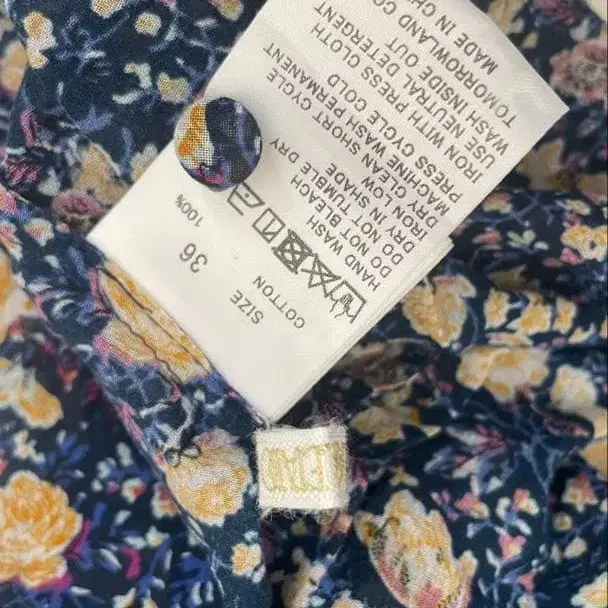 SIZE 36
COTTON 100%
HAND WASH
DO NOT BLEACH
DO NOT TUMBLE DRY
DRY IN SHADE
IRON LOW
DRY CLEAN SHORT CYCLE
MACHINE WASH PERMANENT
PRESS CYCLE COLD
IRON WITH PRESS CLOTH
USE NEUTRAL DETERGENT
WASH INSIDE OUT
TOMORROWLAND CO
MADE IN CH